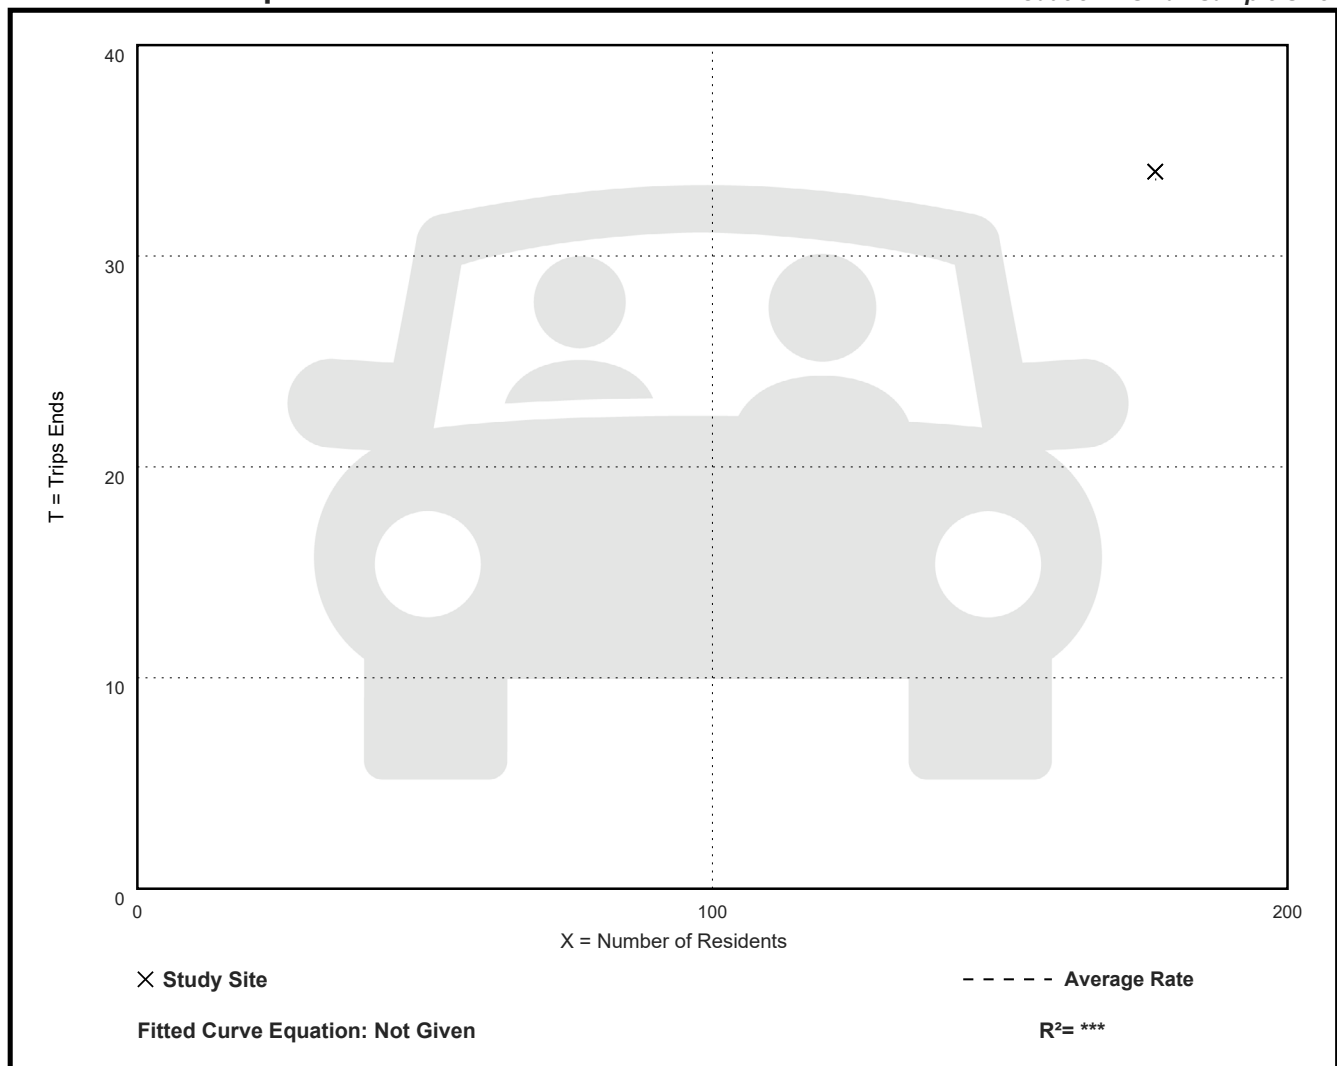 40
30
20
10
0
T = Trips Ends
0 100 200
X = Number of Residents
Study Site
Average Rate
Fitted Curve Equation: Not Given
R²= ***